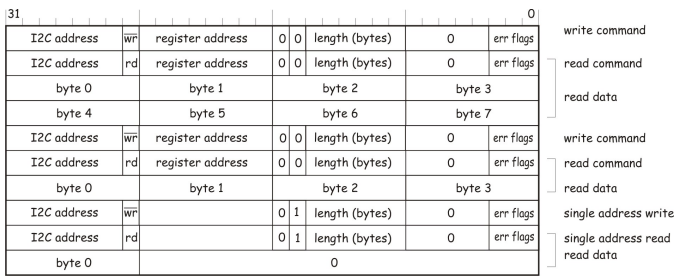 31 0
I2C address wr register address 0 0 length (bytes) 0 err flags write command
I2C address rd register address 0 0 length (bytes) 0 err flags read command
byte 0 byte 1 byte 2 byte 3 read data
byte 4 byte 5 byte 6 byte 7
I2C address wr register address 0 0 length (bytes) 0 err flags write command
I2C address rd register address 0 0 length (bytes) 0 err flags read command
byte 0 byte 1 byte 2 byte 3 read data
I2C address wr 0 1 length (bytes) 0 err flags single address write
I2C address rd 0 1 length (bytes) 0 err flags single address read
byte 0 0 read data